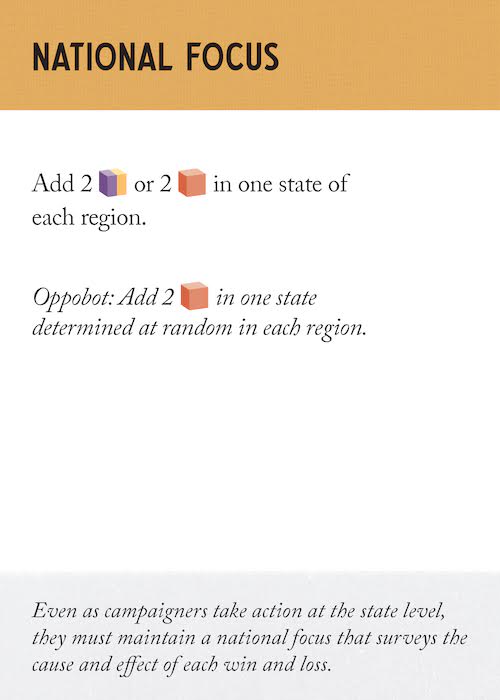 NATIONAL FOCUS
Add 2 or 2 in one state of
each region.
Oppobot: Add 2 in one state
determined at random in each region.
Even as campaigners take action at the state level,
they must maintain a national focus that surveys the
cause and effect of each win and loss.